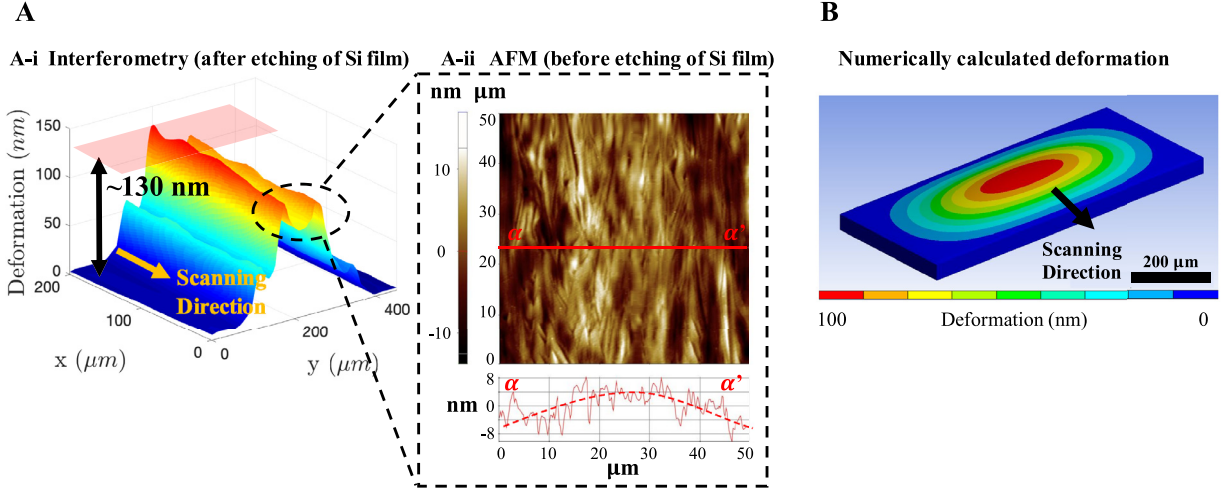 A
B
A-i Interferometry (after etching of Si film)
A-ii AFM (before etching of Si film)
Numerically calculated deformation
Deformation (nm)
150
100
50
0
~130 nm
Scanning
Direction
200
100
0
x (μm)
0
200
400
y (μm)
nm
10
0
-10
μm
50
40
30
20
10
0
α
α’
α
α’
nm
8
4
0
-4
-8
0
10
20
30
40
50
μm
Scanning
Direction
200 μm
100
Deformation (nm)
0